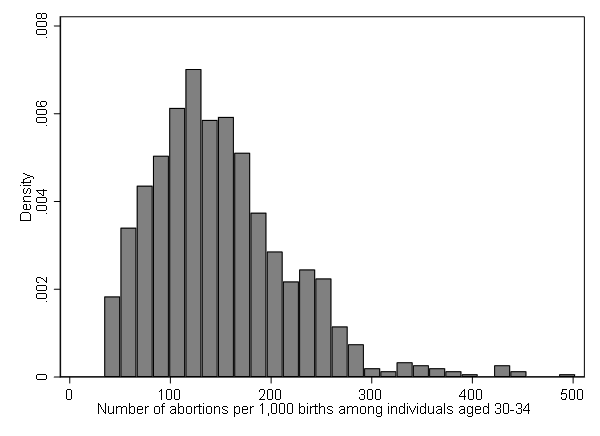 .008
.006
.004
.002
0
Density
0 100 200 300 400 500
Number of abortions per 1,000 births among individuals aged 30-34